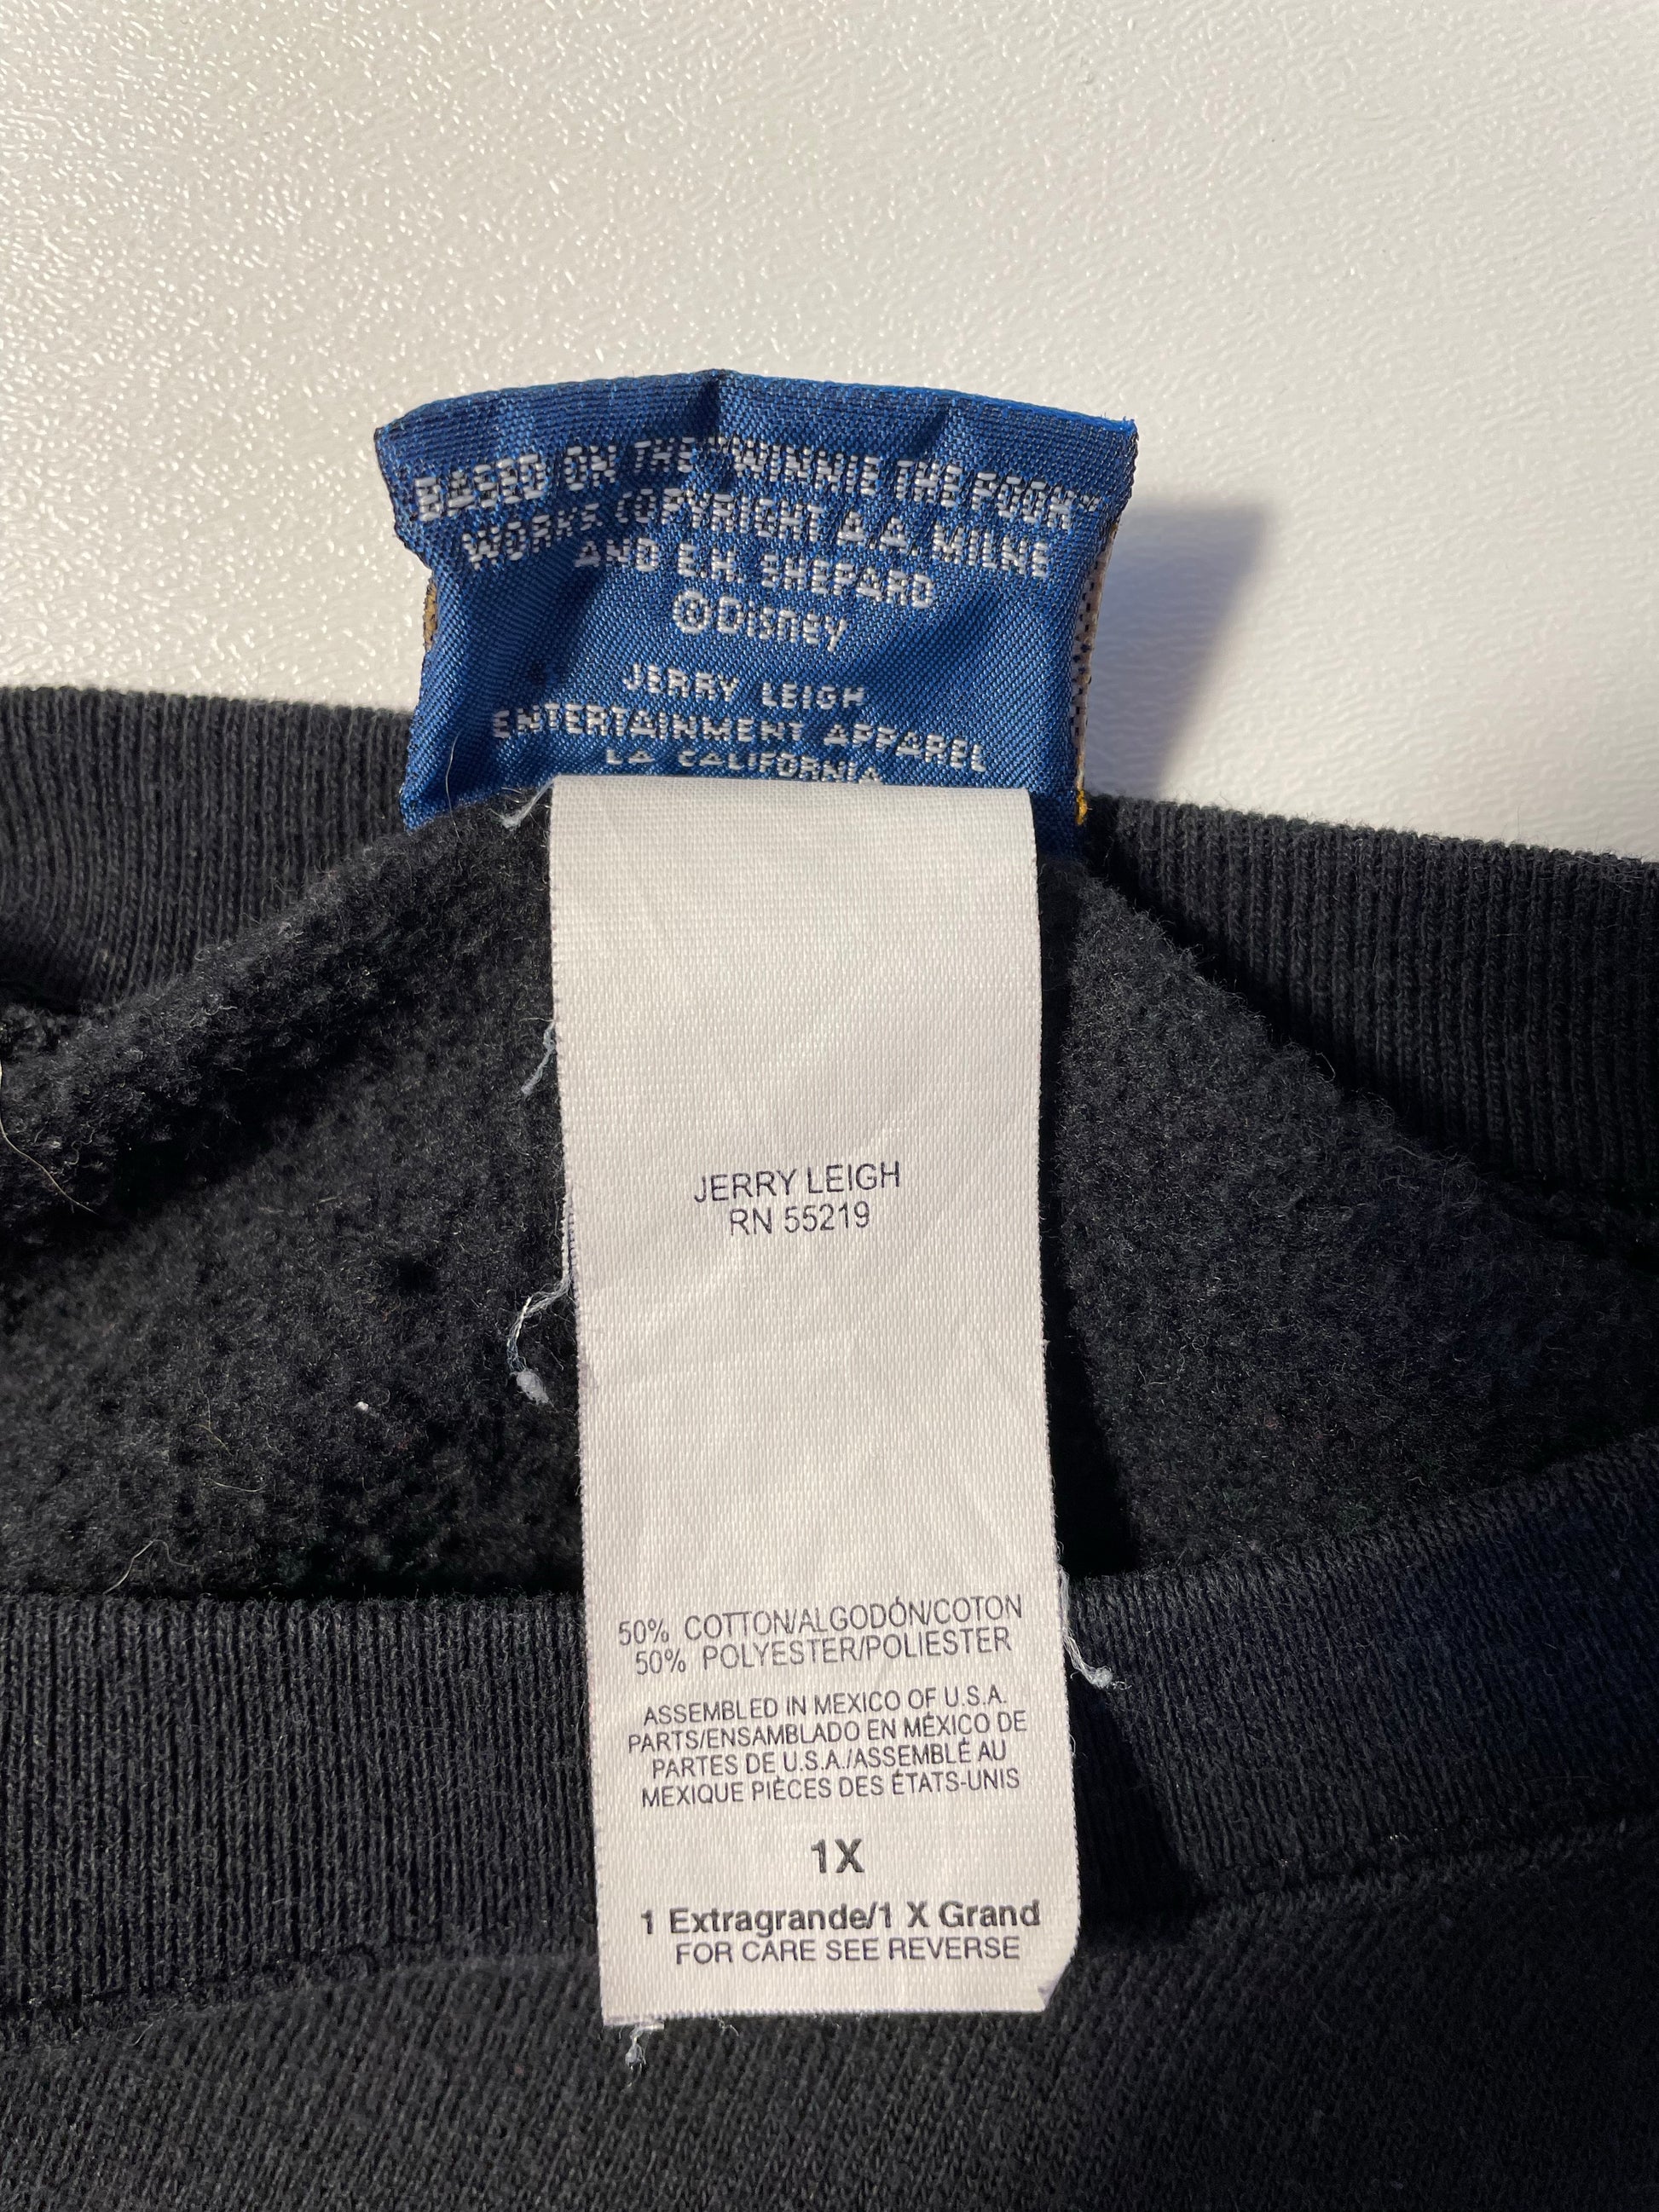 BASED ON THE "WINNIE THE POOH"
WORKS COPYRIGHT A.A. MILNE
AND E.H. SHEPARD
©Disney
JERRY LEIGH
ENTERTAINMENT APPAREL
LA CALIFORNIA
JERRY LEIGH
RN 55219
50% COTTON/ALGODÓN/COTON
50% POLYESTER/POLIESTER
ASSEMBLED IN MEXICO OF U.S.A.
PARTS/ENSAMBLADO EN MÉXICO DE
PARTES DE U.S.A./ASSEMBLÉ AU
MEXIQUE PIÈCES DES ÉTATS-UNIS
1X
1 Extragrande/1 X Grand
FOR CARE SEE REVERSE